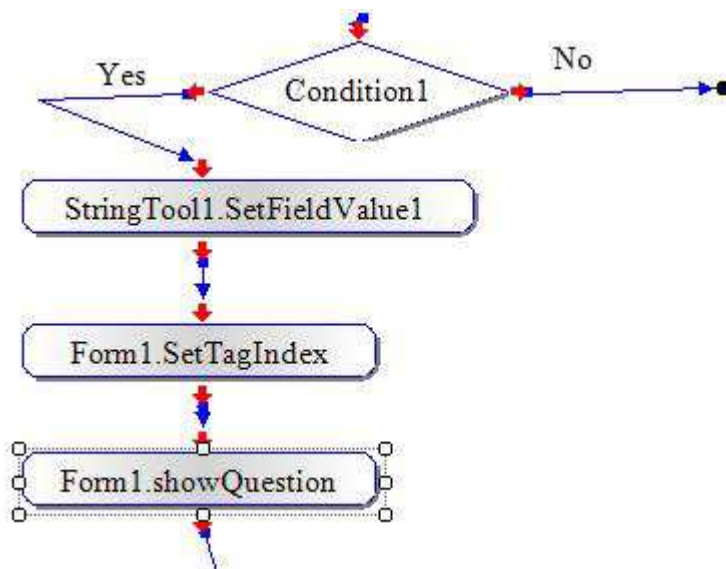 Yes
Condition1
No
StringTool1.SetFieldValue1
Form1.SetTagIndex
Form1.showQuestion